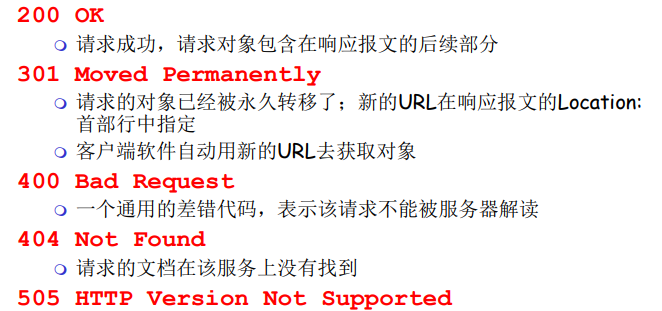 200 OK
请求成功，请求对象包含在响应报文的后续部分
301 Moved Permanently
请求的对象已经被永久转移了；新的URL在响应报文的Location:
首部行中指定
客户端软件自动用新的URL去获取对象
400 Bad Request
一个通用的差错代码，表示该请求不能被服务器解读
404 Not Found
请求的文档在该服务上没有找到
505 HTTP Version Not Supported